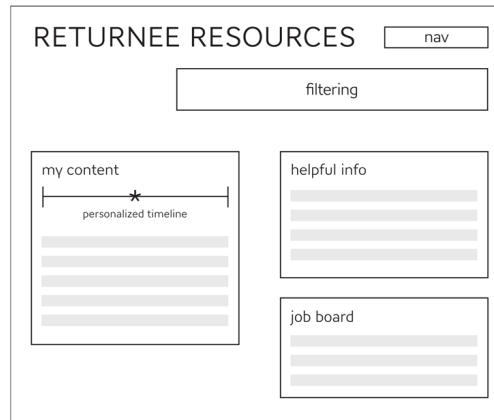 RETURNEE RESOURCES
nav
filtering
my content
personalized timeline
helpful info
job board